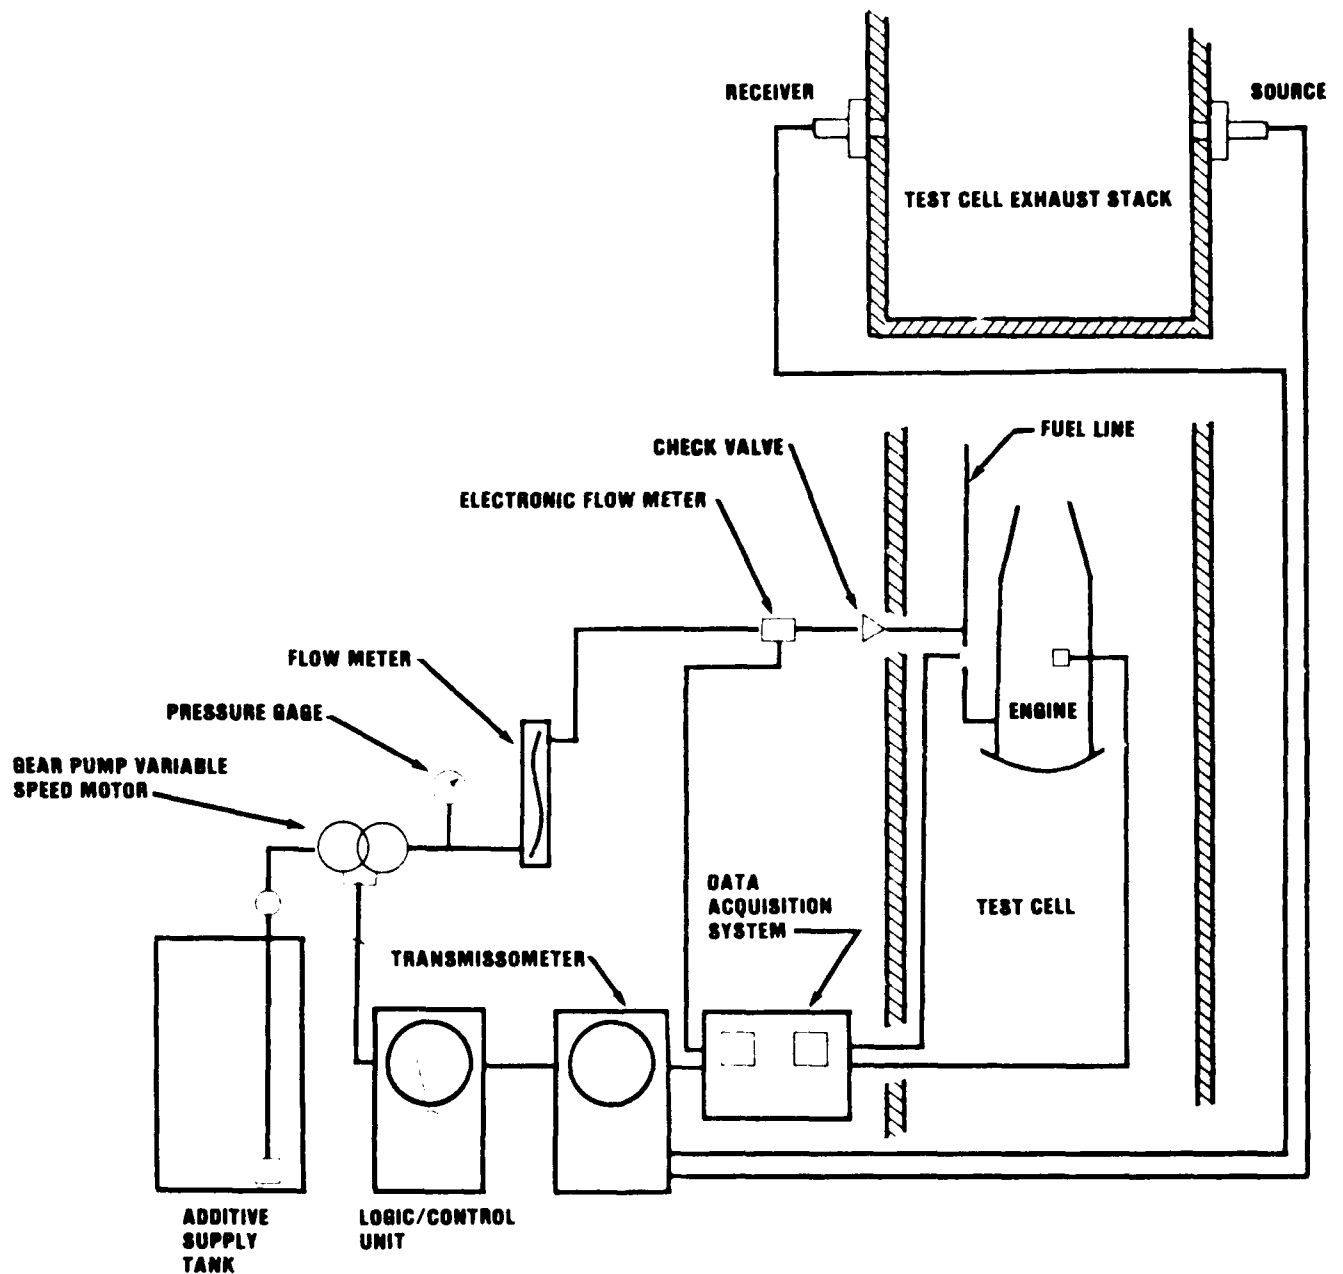 RECEIVER
SOURCE
TEST CELL EXHAUST STACK
FUEL LINE
CHECK VALVE
ELECTRONIC FLOW METER
FLOW METER
PRESSURE GAGE
GEAR PUMP VARIABLE
SPEED MOTOR
ENGINE
DATA
ACQUISITION
SYSTEM
TEST CELL
TRANSMISSOMETER
ADDITIVE
SUPPLY
TANK
LOGIC/CONTROL
UNIT